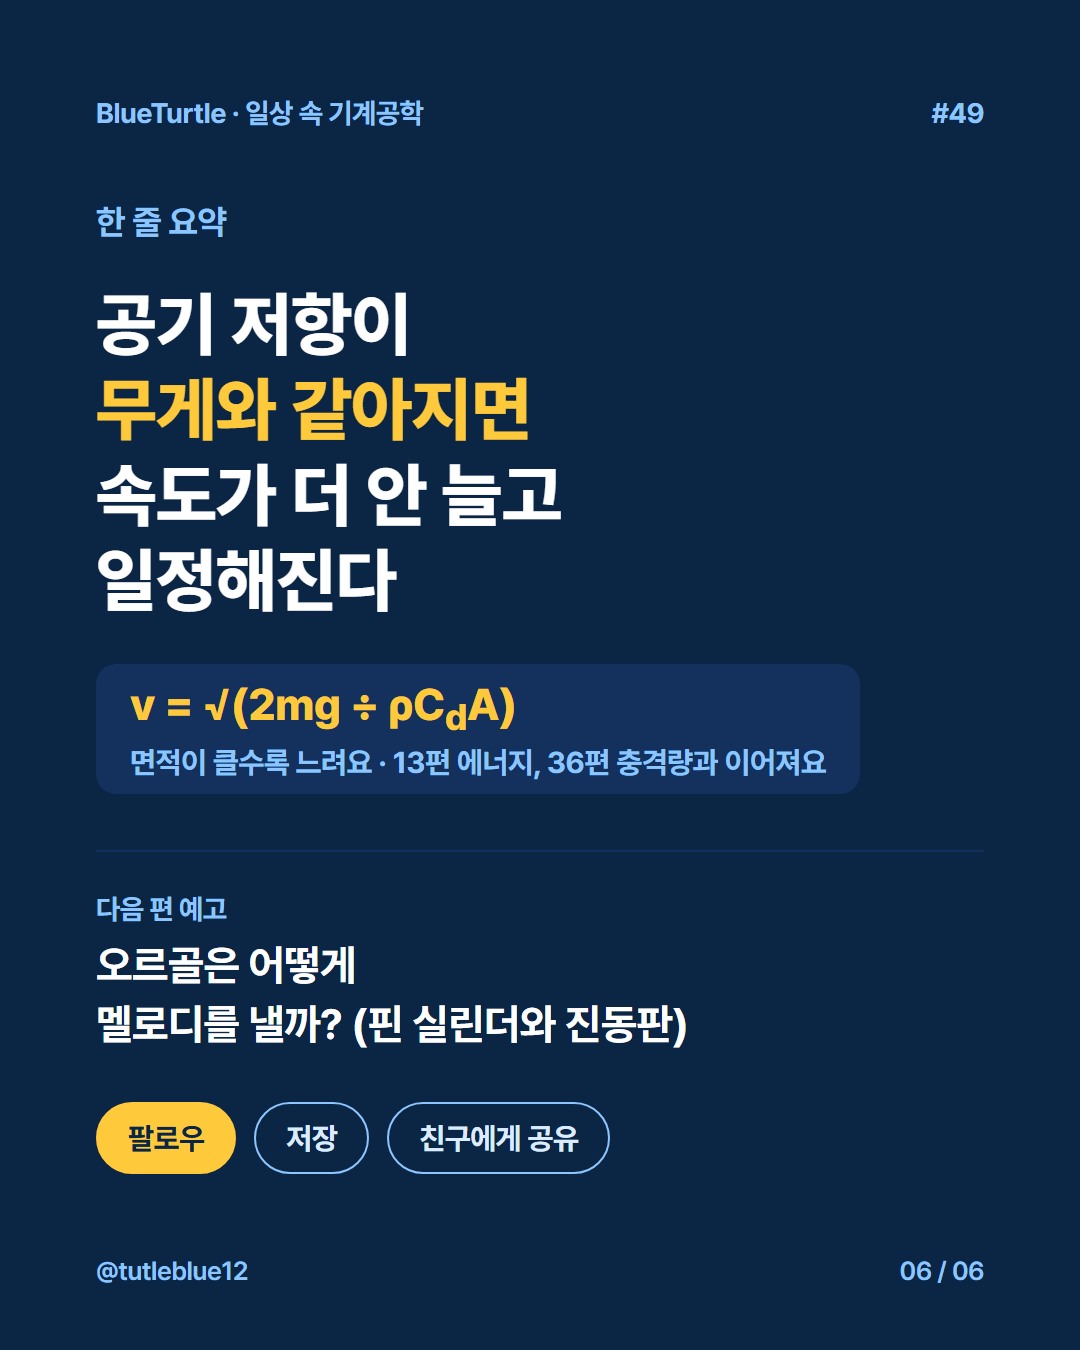 BlueTurtle · 일상 속 기계공학
#49
한 줄 요약
공기 저항이
무게와 같아지면
속도가 더 안 늘고
일정해진다
v = √(2mg ÷ ρCdA)
면적이 클수록 느려요 · 13편 에너지, 36편 충격량과 이어져요
다음 편 예고
오르골은 어떻게
멜로디를 낼까? (핀 실린더와 진동판)
팔로우
저장
친구에게 공유
@tutleblue12
06 / 06